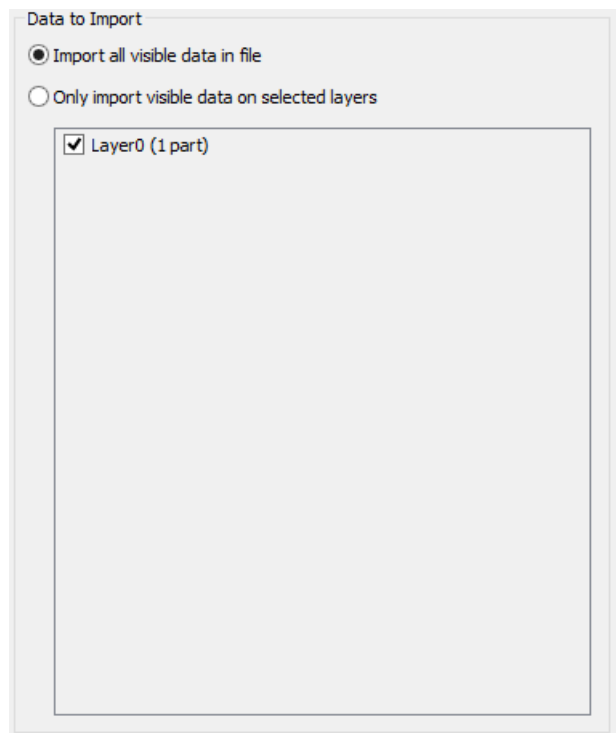 Data to Import
Import all visible data in file
Only import visible data on selected layers
Layer0 (1 part)